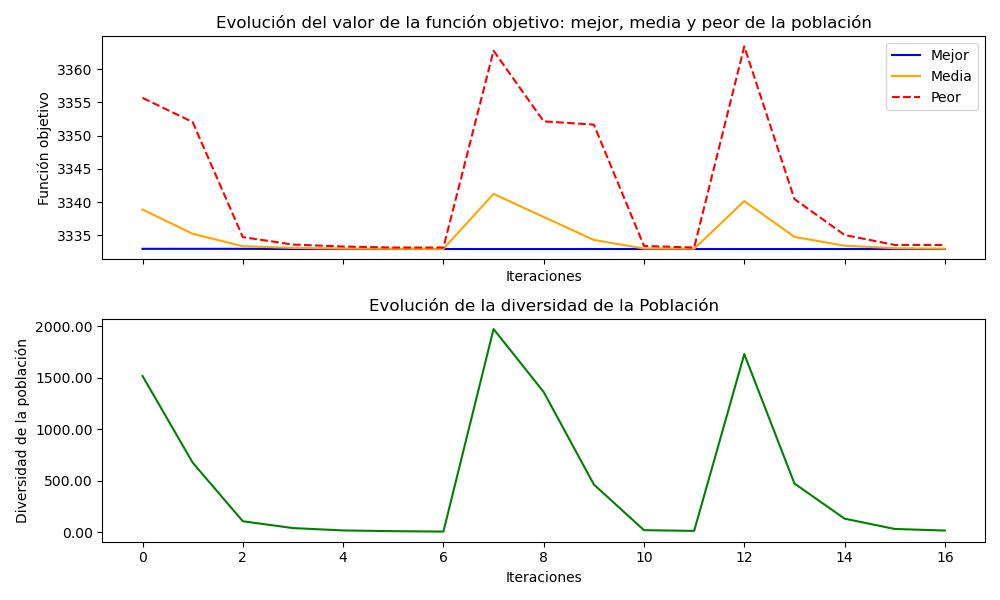 Evolución del valor de la función objetivo: mejor, media y peor de la población
Función objetivo
3360
3355
3350
3345
3340
3335
Mejor
Media
Peor
Iteraciones
Evolución de la diversidad de la Población
Diversidad de la población
2000.00
1500.00
1000.00
500.00
0.00
0 2 4 6 8 10 12 14 16
Iteraciones